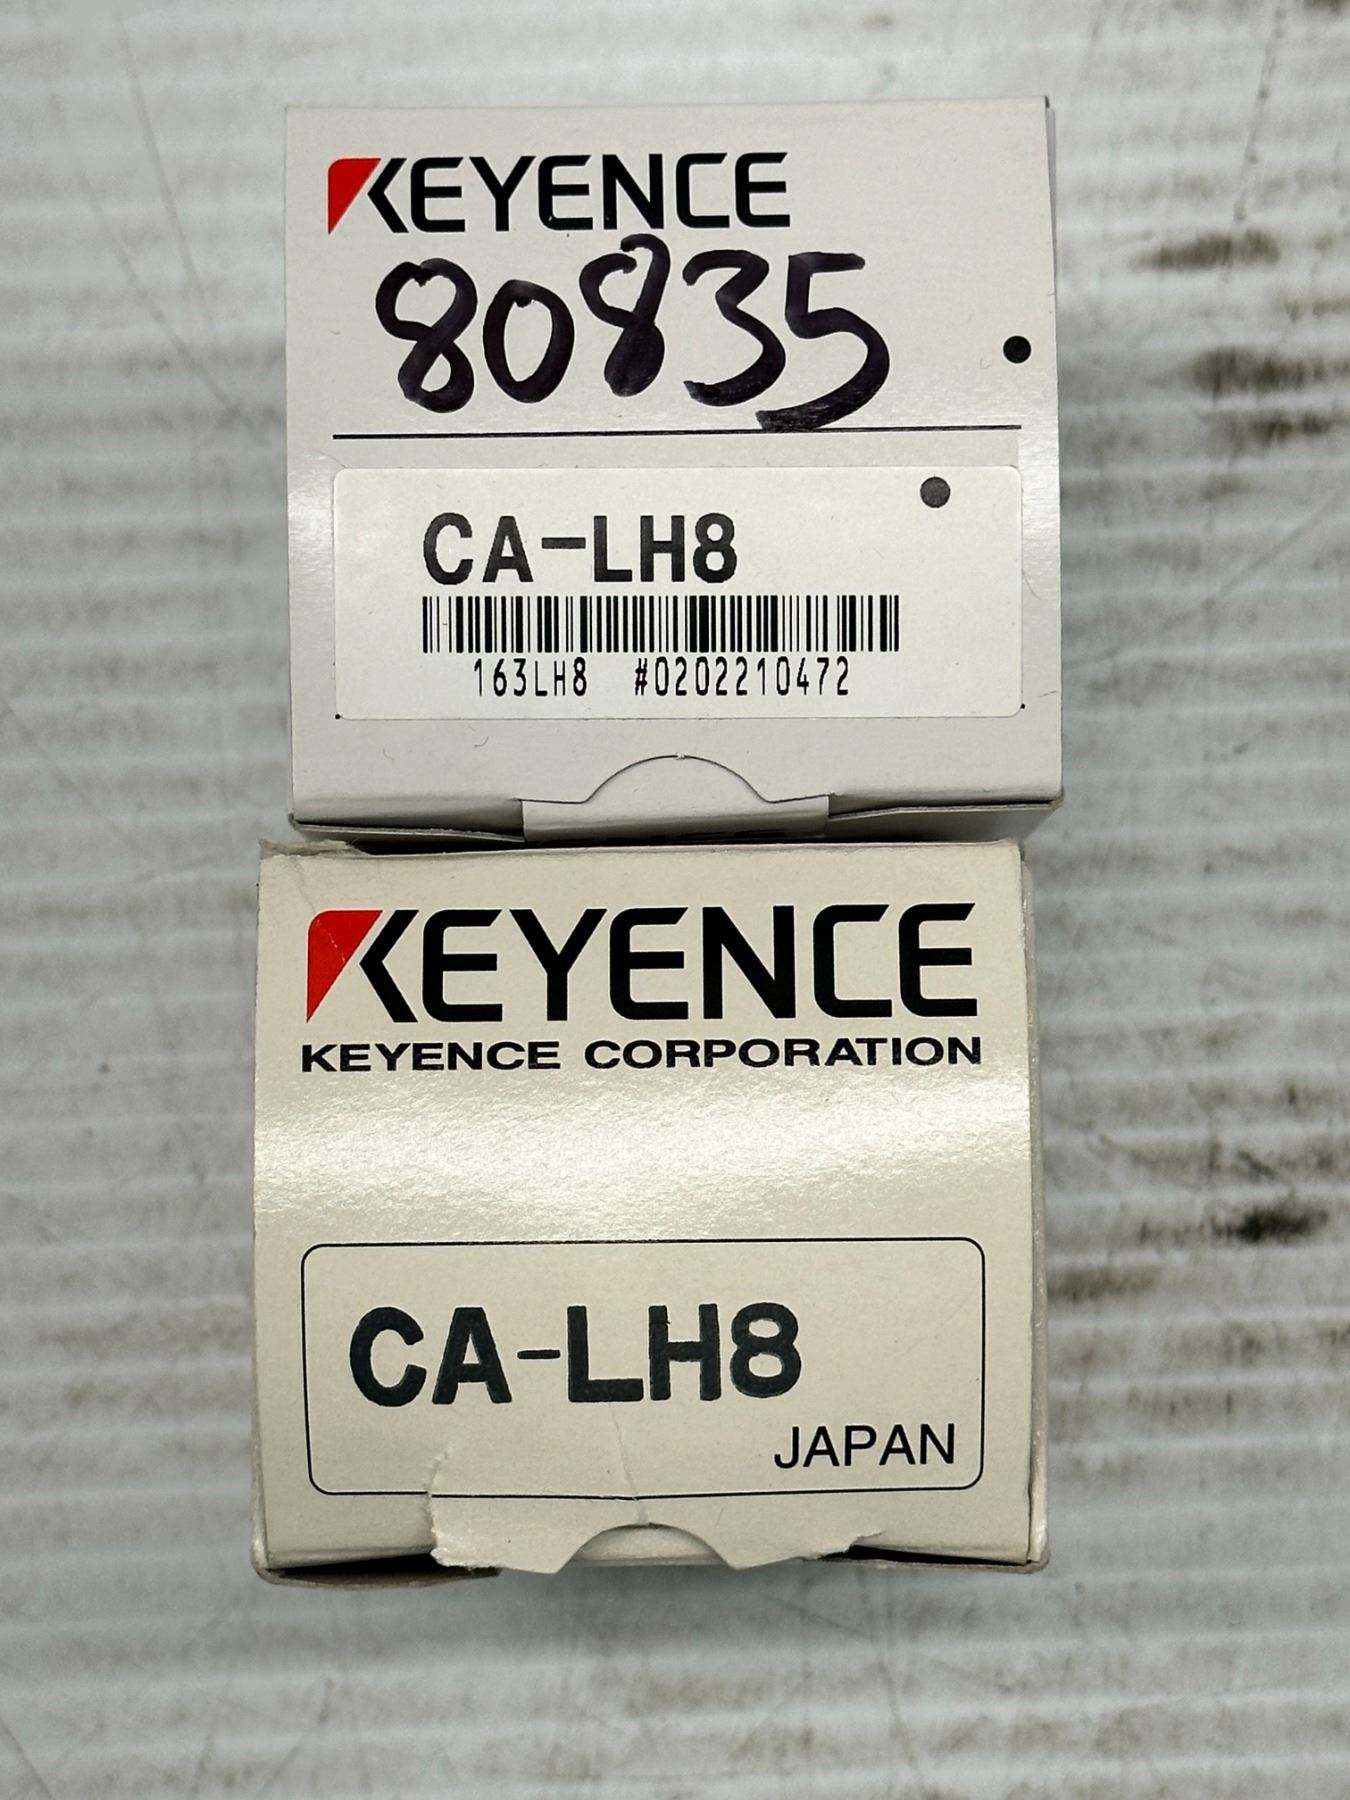 KEYENCE
80835
CA-LH8
163LH8 #0202210472
KEYENCE
KEYENCE CORPORATION
CA-LH8
JAPAN